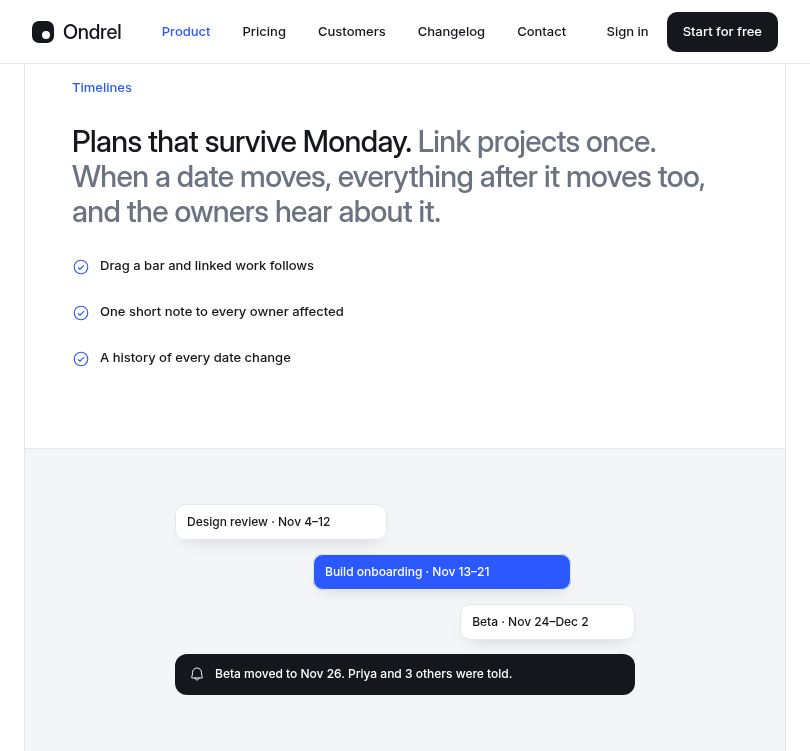 Ondrel
Product
Pricing
Customers
Changelog
Contact
Sign in
Start for free
Timelines
Plans that survive Monday. Link projects once.
When a date moves, everything after it moves too,
and the owners hear about it.
Drag a bar and linked work follows
One short note to every owner affected
A history of every date change
Design review · Nov 4–12
Build onboarding · Nov 13–21
Beta · Nov 24–Dec 2
Beta moved to Nov 26. Priya and 3 others were told.